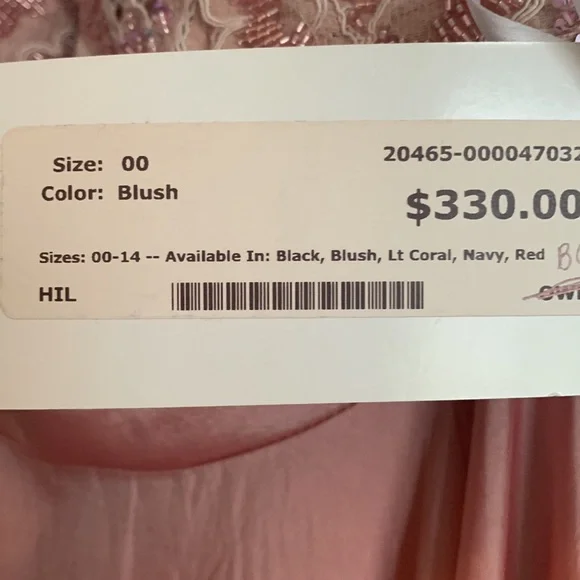 Size: 00
20465-000047032
Color: Blush
$330.00
Sizes: 00-14 -- Available In: Black, Blush, Lt Coral, Navy, Red
HIL